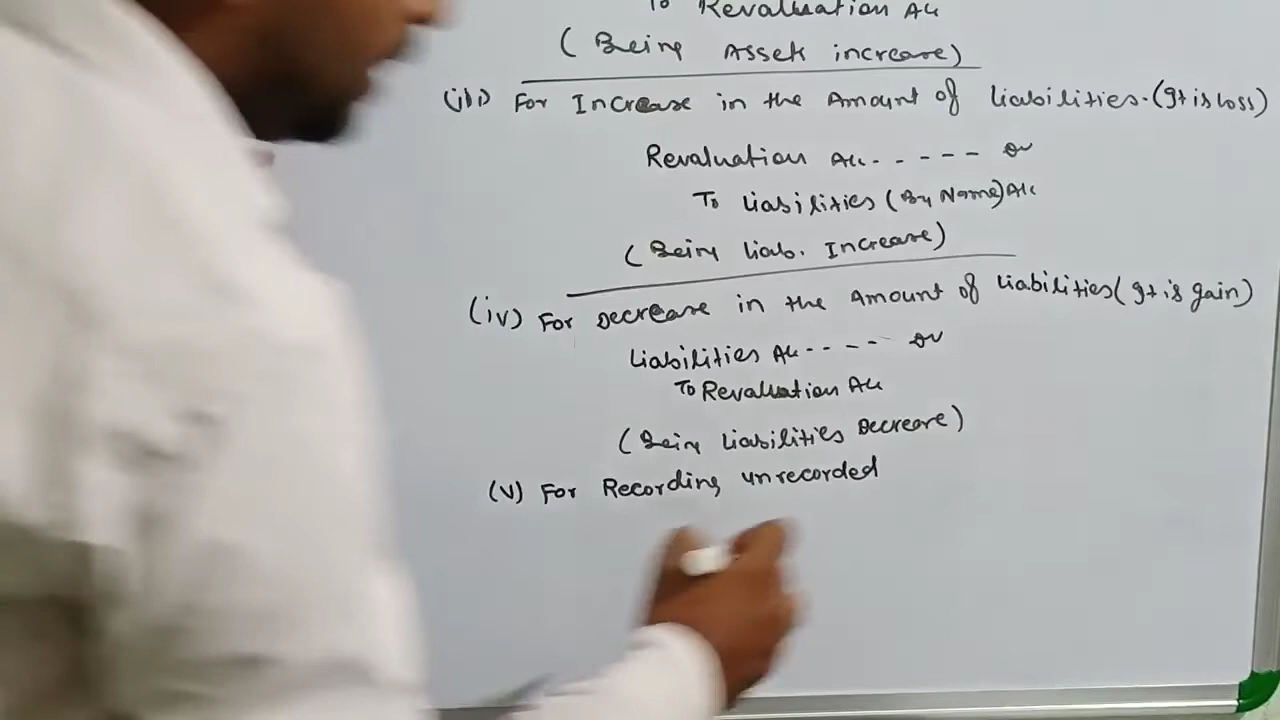 To Revaluation A/c
(Being Assets increase)
(iii) For Increase in the Amount of liabilities. (It is loss)
Revaluation A/c - - - - - Dr
To liabilities (By Name) A/c
(Being liab. Increase)
(iv) For Decrease in the Amount of liabilities (It is gain)
Liabilities A/c - - - - Dr
To Revaluation A/c
(Being Liabilities Decrease)
(v) For Recording unrecorded